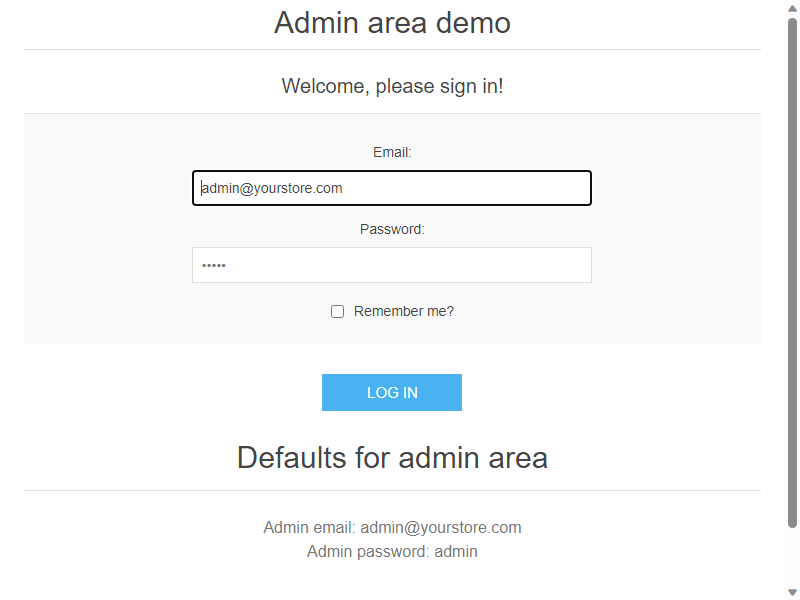 Admin area demo
Welcome, please sign in!
Email:
admin@yourstore.com
Password:
•••••
Remember me?
LOG IN
Defaults for admin area
Admin email: admin@yourstore.com
Admin password: admin